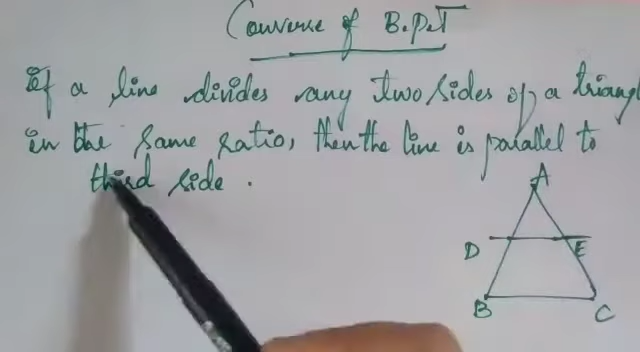 Converse of B.P.T
If a line divides any two sides of a triangl
in the same ratio, then the line is parallel to
third side.
A
D E
B C